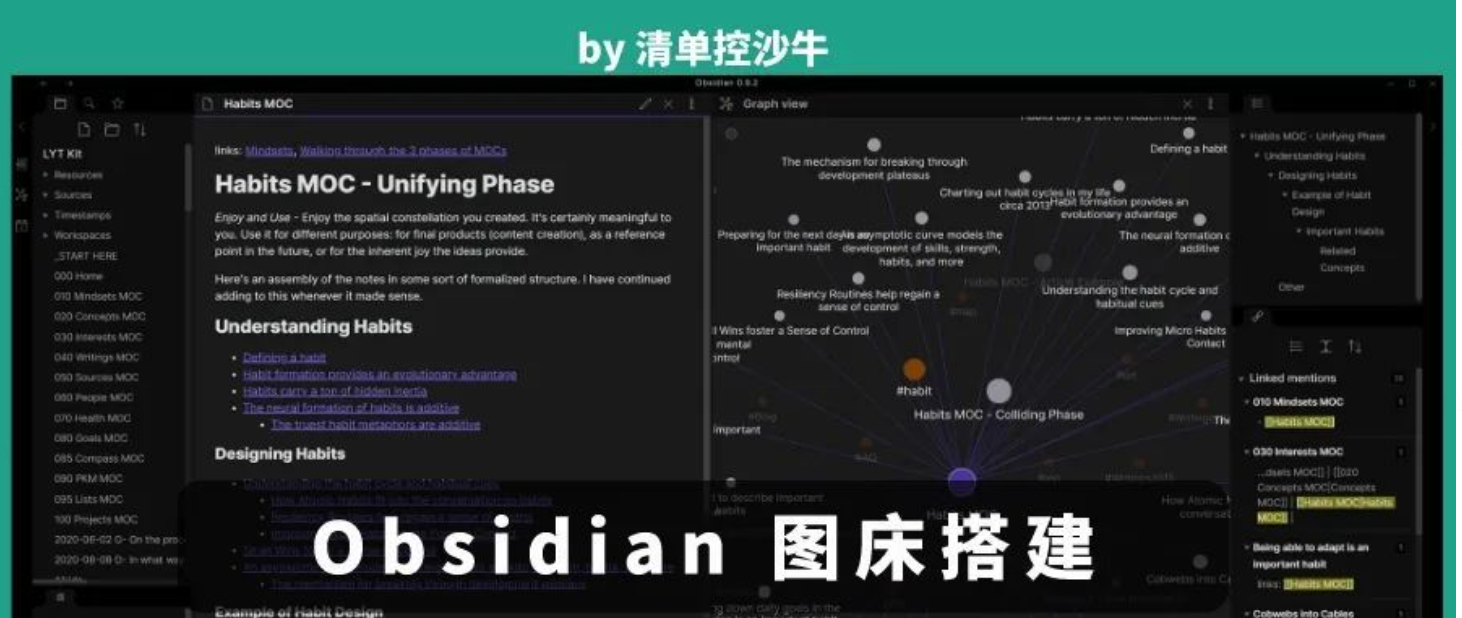 by 清单控沙牛
Obsidian 0.9.2
Habits MOC
Graph view
LYT Kit
Resources
Sources
Timestamps
Workspaces
_START HERE
000 Home
010 Mindsets MOC
020 Concepts MOC
030 Interests MOC
040 Writings MOC
050 Sources MOC
060 People MOC
070 Health MOC
080 Goals MOC
085 Compass MOC
090 PKM MOC
095 Lists MOC
100 Projects MOC
2020-06-02 D- On the pro
2020-06-08 D- In what wa
links: Mindsets, Walking through the 3 phases of MOCs
Habits MOC - Unifying Phase
Enjoy and Use - Enjoy the spatial constellation you created. It's certainly meaningful to
you. Use it for different purposes: for final products (content creation), as a reference
point in the future, or for the inherent joy the ideas provide.
Here's an assembly of the notes in some sort of formalized structure. I have continued
adding to this whenever it made sense.
Understanding Habits
Defining a habit
Habit formation provides an evolutionary advantage
Habits carry a ton of hidden inertia
The neural formation of habits is additive
The truest habit metaphors are additive
Designing Habits
Example of Habit Design
Habits carry a ton of hidden inertia
Defining a habit
The mechanism for breaking through
development plateaus
Charting out habit cycles in my life
circa 2013
Habit formation provides an
evolutionary advantage
Preparing for the next day is an
important habit
An asymptotic curve models the
development of skills, strength,
habits, and more
The neural formation
additive
Understanding the habit cycle and
habitual cues
Resiliency Routines help regain a
sense of control
Wins foster a Sense of Control
mental
ontrol
Improving Micro Habits
Contact
#habit
Habits MOC - Colliding Phase
important
to describe important
How Atomic
conversat
Cobwebs into
ng down daily goals in the
Habits MOC - Unifying Phase
Understanding Habits
Designing Habits
Example of Habit
Design
Important Habits
Related
Concepts
Other
Linked mentions
010 Mindsets MOC
- [[Habits MOC]]
030 Interests MOC
MOC]] | [[020
Concepts MOC|Concepts
MOC]] | [[Habits MOC|Habits
MOC]] |
Being able to adapt is an
important habit
links: [[Habits MOC]]
Cobwebs into Cables
Obsidian 图床搭建